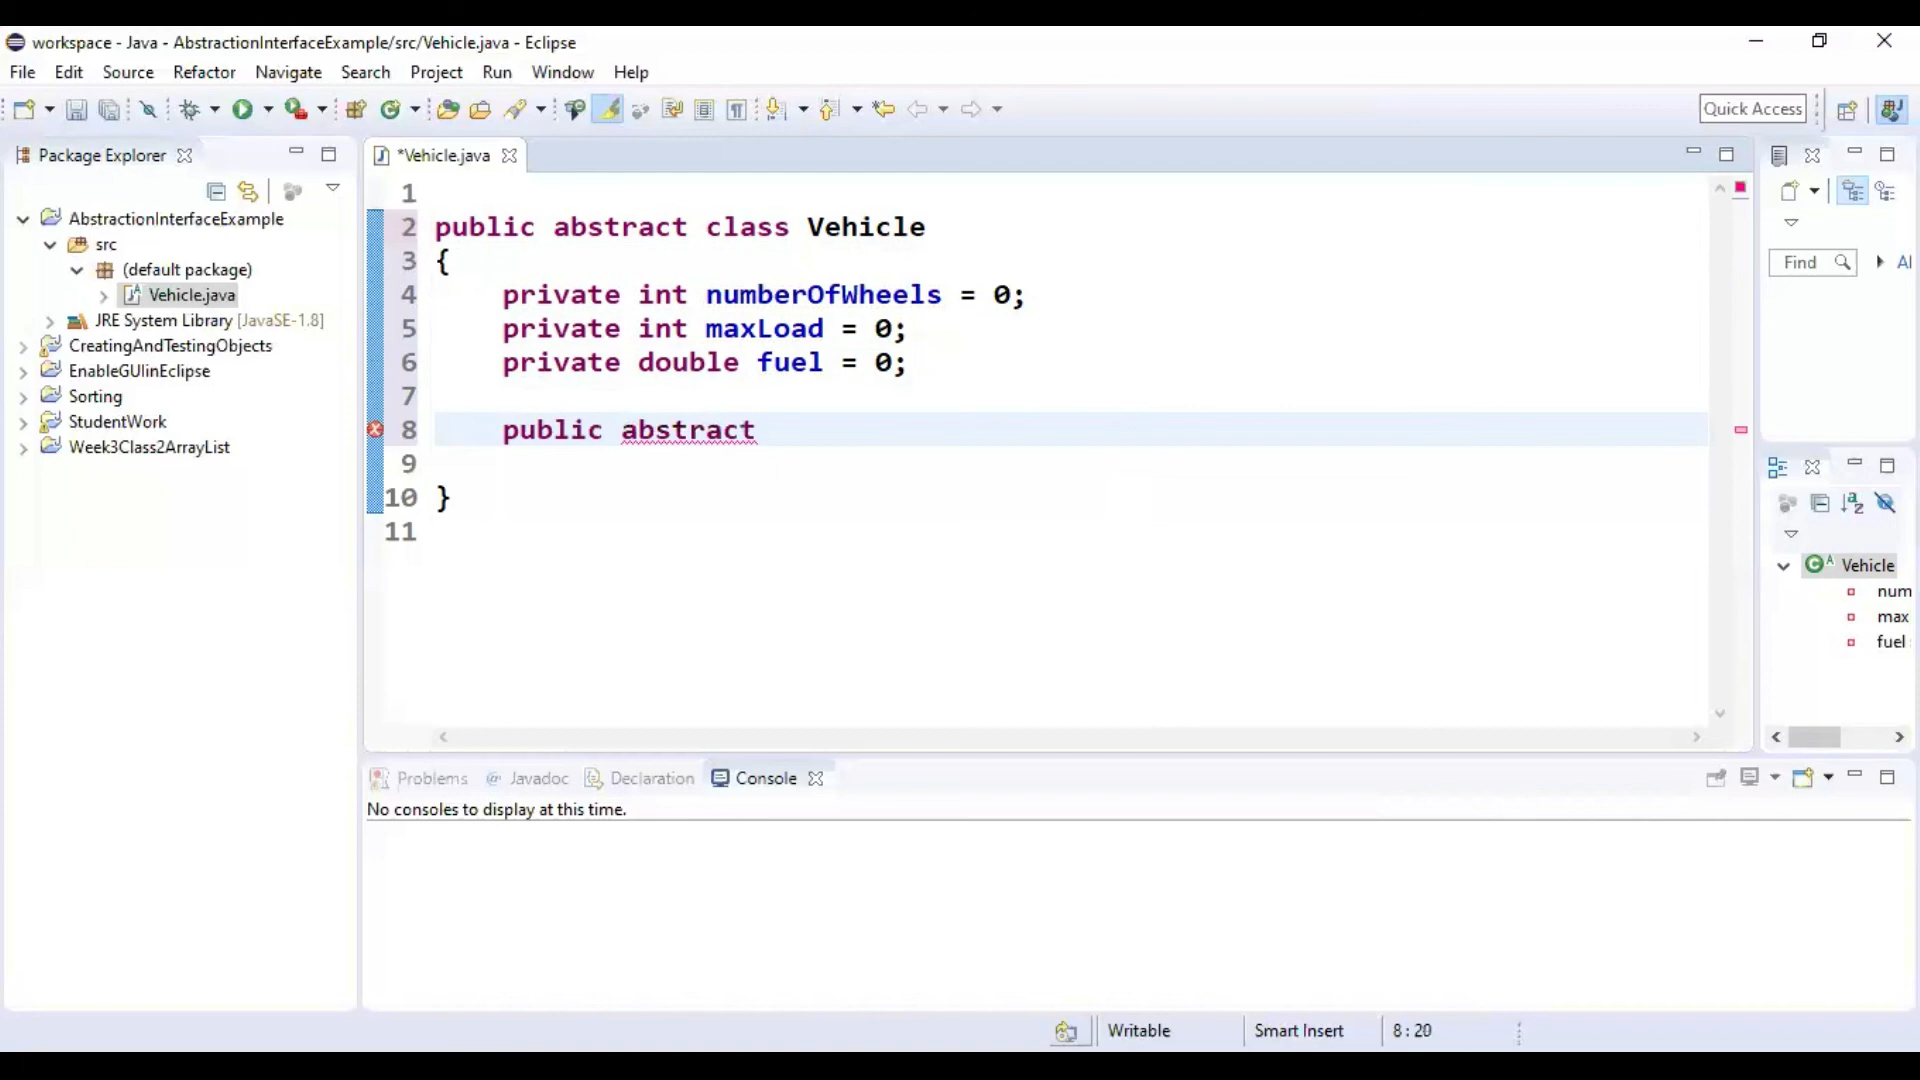 workspace - Java - AbstractionInterfaceExample/src/Vehicle.java - Eclipse
File Edit Source Refactor Navigate Search Project Run Window Help
Quick Access
Package Explorer
*Vehicle.java
AbstractionInterfaceExample
src
(default package)
Vehicle.java
JRE System Library [JavaSE-1.8]
CreatingAndTestingObjects
EnableGUIinEclipse
Sorting
StudentWork
Week3Class2ArrayList
1
2 public abstract class Vehicle
3 {
4 private int numberOfWheels = 0;
5 private int maxLoad = 0;
6 private double fuel = 0;
7
8 public abstract
9
10 }
11
Find Al
Vehicle
num
max
fuel
Problems @ Javadoc Declaration Console
No consoles to display at this time.
Writable Smart Insert 8 : 20